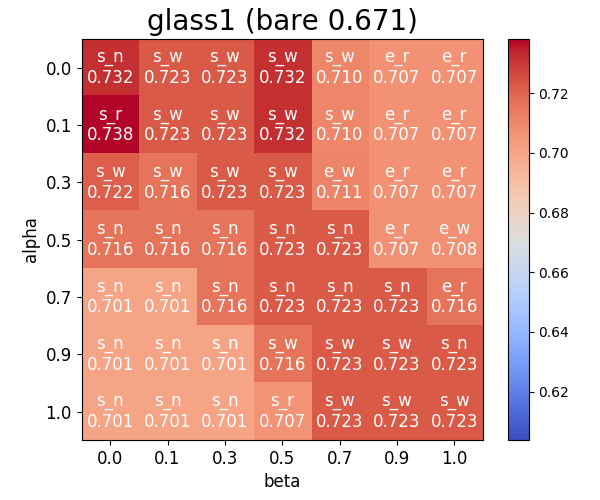 glass1 (bare 0.671)
0.0 s_n s_w s_w s_w s_w e_r e_r
0.732 0.723 0.723 0.732 0.710 0.707 0.707
0.1 s_r s_w s_w s_w s_w e_r e_r
0.738 0.723 0.723 0.732 0.710 0.707 0.707
0.3 s_w s_w s_w s_w e_w e_r e_r
0.722 0.716 0.723 0.723 0.711 0.707 0.707
0.5 s_n s_n s_n s_n s_n e_r e_w
0.716 0.716 0.716 0.723 0.723 0.707 0.708
0.7 s_n s_n s_n s_n s_n s_n e_r
0.701 0.701 0.716 0.723 0.723 0.723 0.716
0.9 s_n s_n s_n s_w s_w s_w s_n
0.701 0.701 0.701 0.716 0.723 0.723 0.723
1.0 s_n s_n s_n s_r s_w s_w s_w
0.701 0.701 0.701 0.707 0.723 0.723 0.723
0.0 0.1 0.3 0.5 0.7 0.9 1.0
beta
alpha
0.72
0.70
0.68
0.66
0.64
0.62